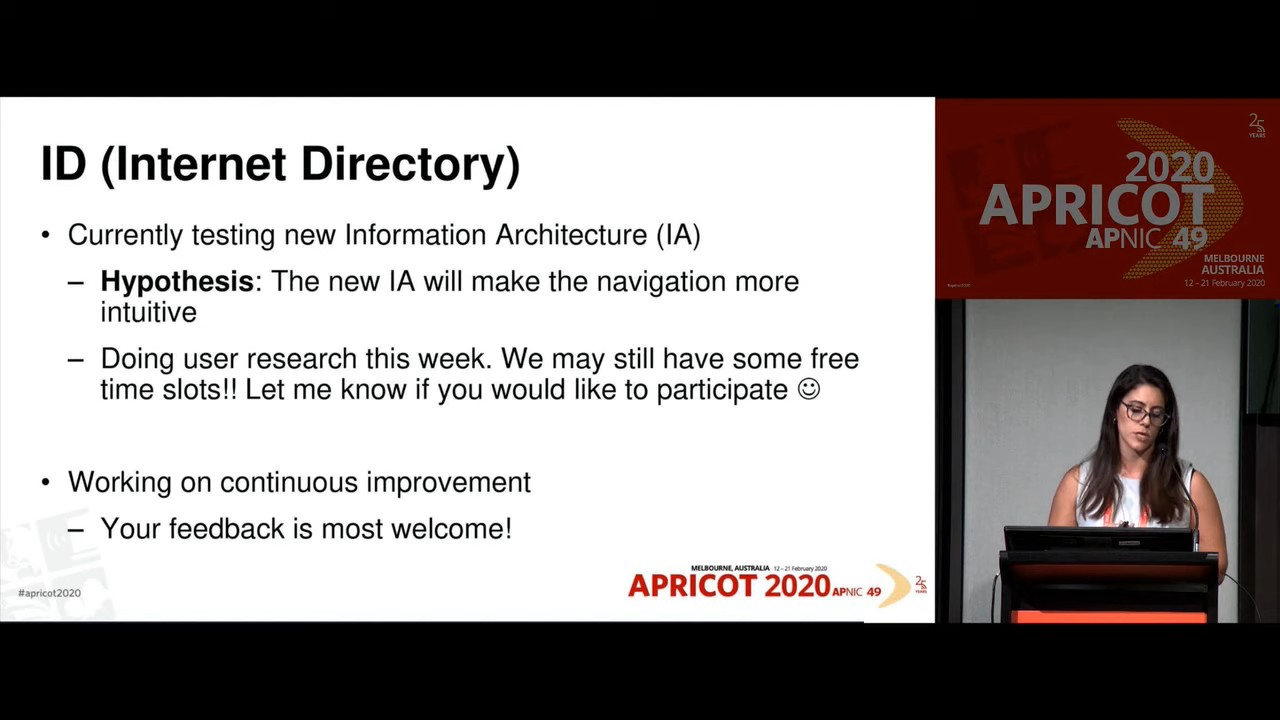 ID (Internet Directory)
• Currently testing new Information Architecture (IA)
– Hypothesis: The new IA will make the navigation more
intuitive
– Doing user research this week. We may still have some free
time slots!! Let me know if you would like to participate ☺
• Working on continuous improvement
– Your feedback is most welcome!
#apricot2020
MELBOURNE, AUSTRALIA 12 – 21 February 2020
APRICOT 2020 APNIC 49
25
YEARS
25
YEARS
2020
APRICOT
APNIC 49
MELBOURNE
AUSTRALIA
12 – 21 February 2020
#apricot2020